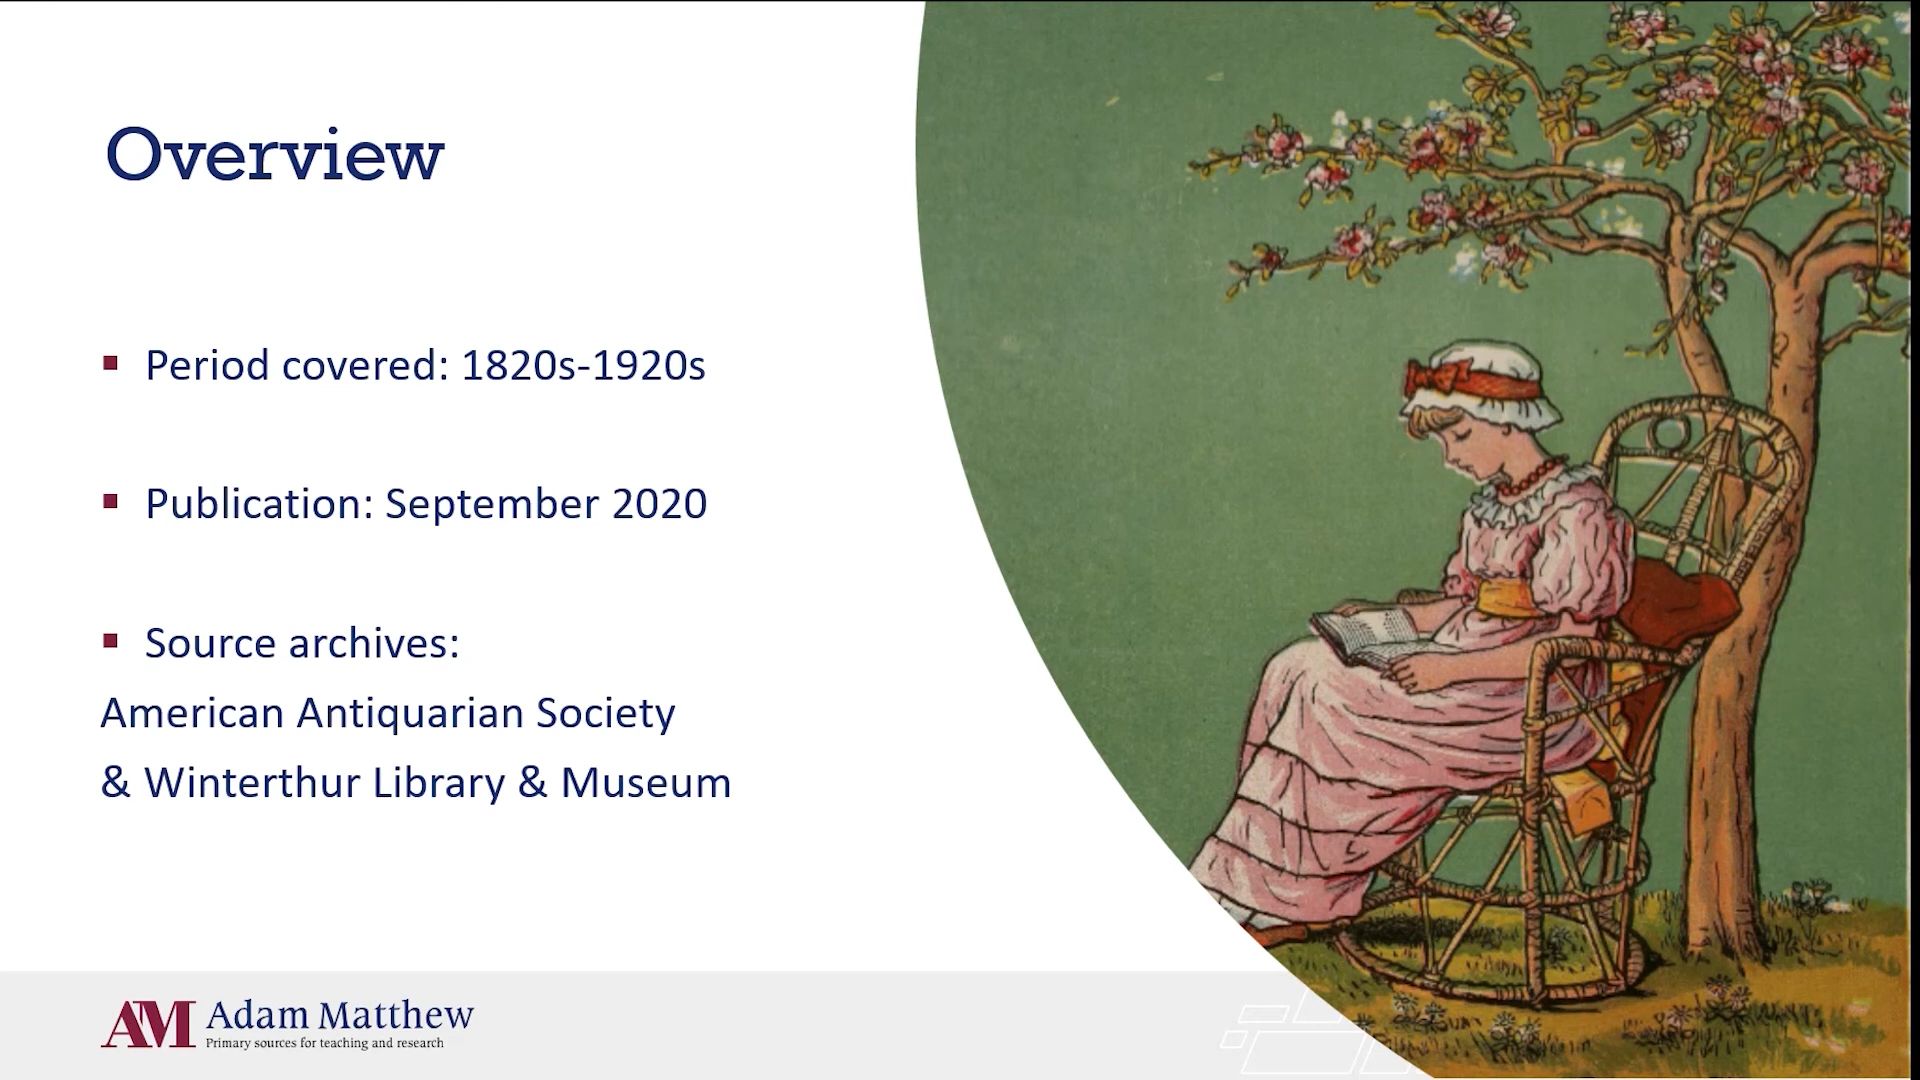 Overview
▪ Period covered: 1820s-1920s
▪ Publication: September 2020
▪ Source archives:
American Antiquarian Society
& Winterthur Library & Museum
AM Adam Matthew
Primary sources for teaching and research